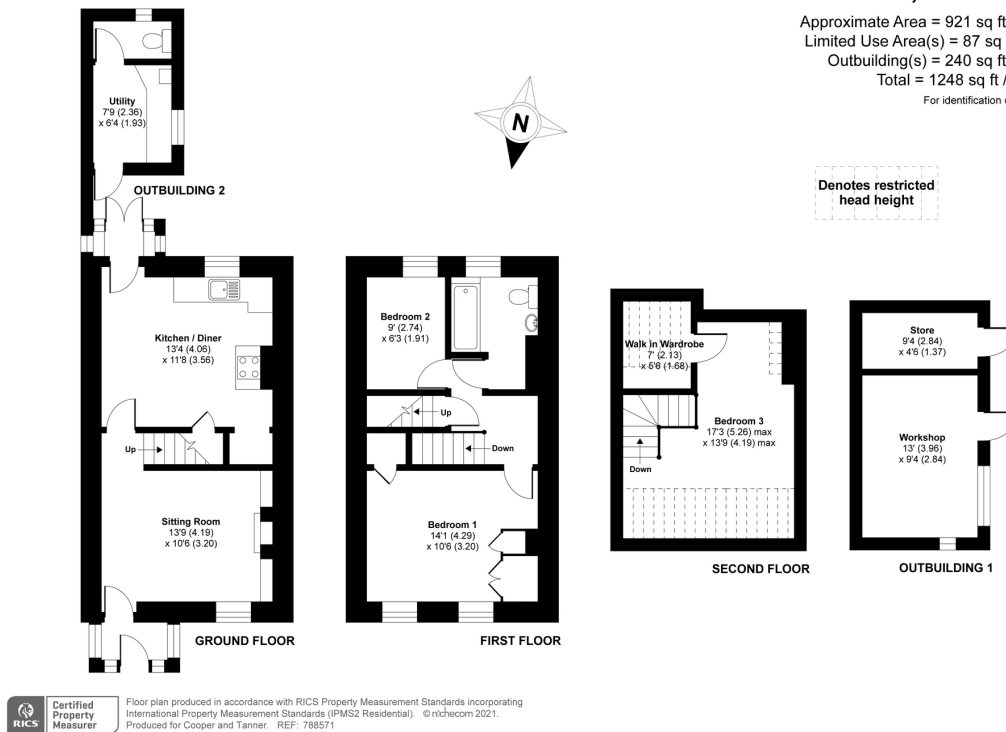 Approximate Area = 921 sq ft
Limited Use Area(s) = 87 sq
Outbuilding(s) = 240 sq ft
Total = 1248 sq ft /
For identification
Utility
7'9 (2.36)
x 6'4 (1.93)
OUTBUILDING 2
N
Denotes restricted
head height
Kitchen / Diner
13'4 (4.06)
x 11'8 (3.56)
Up
Sitting Room
13'9 (4.19)
x 10'6 (3.20)
GROUND FLOOR
Bedroom 2
9' (2.74)
x 6'3 (1.91)
Up
Down
Bedroom 1
14'1 (4.29)
x 10'6 (3.20)
FIRST FLOOR
Walk in Wardrobe
7' (2.13)
x 5'6 (1.68)
Bedroom 3
17'3 (5.26) max
x 13'9 (4.19) max
Down
SECOND FLOOR
Store
9'4 (2.84)
x 4'6 (1.37)
Workshop
13' (3.96)
x 9'4 (2.84)
OUTBUILDING 1
RICS
Certified
Property
Measurer
Floor plan produced in accordance with RICS Property Measurement Standards incorporating
International Property Measurement Standards (IPMS2 Residential). © nichecom 2021.
Produced for Cooper and Tanner. REF: 788571